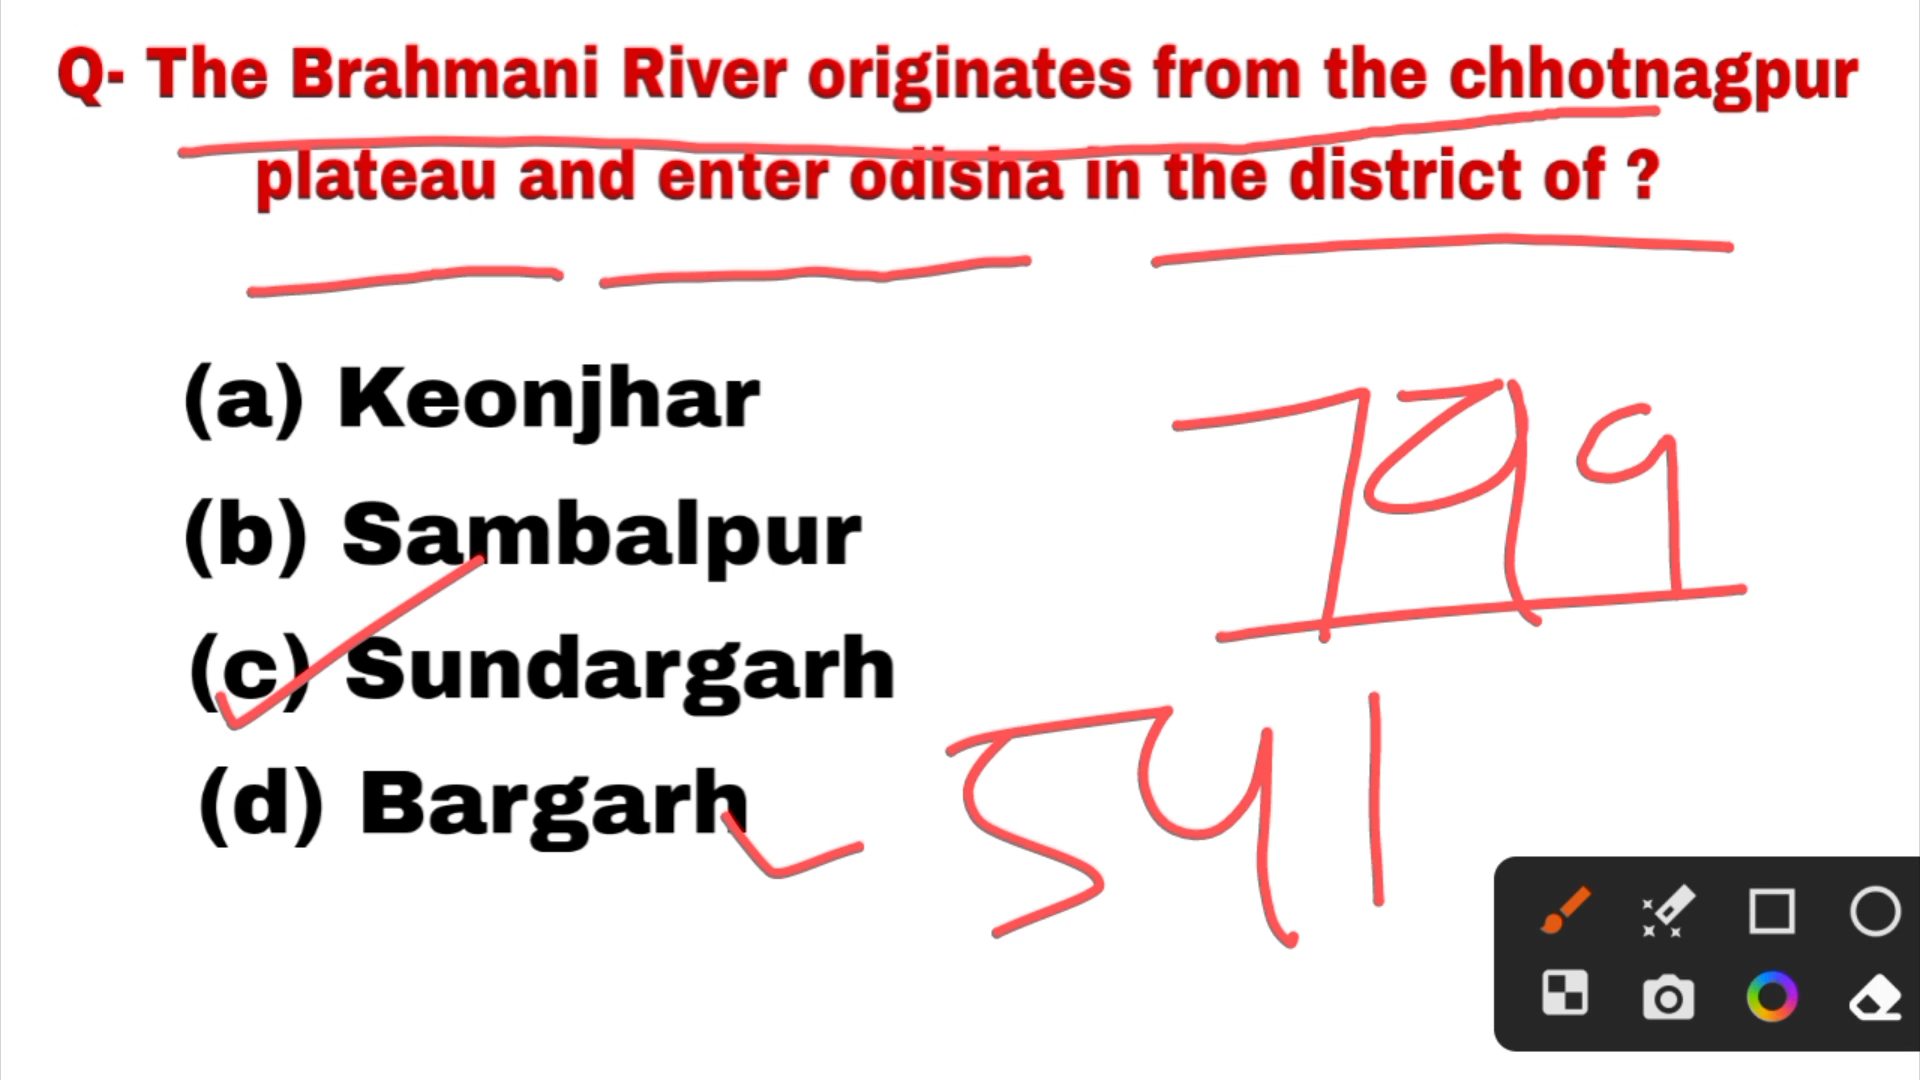 Q- The Brahmani River originates from the chhotnagpur
plateau and enter odisha in the district of ?
(a) Keonjhar
(b) Sambalpur
(c) Sundargarh
(d) Bargarh
799
541